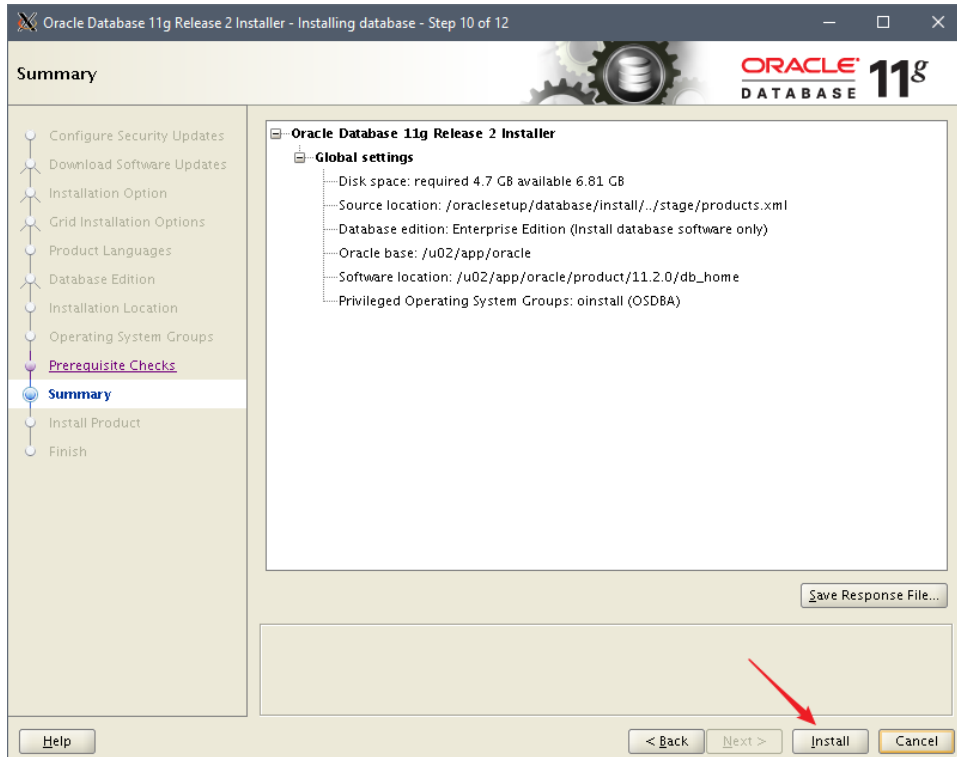 Oracle Database 11g Release 2 Installer - Installing database - Step 10 of 12
Summary
ORACLE
DATABASE
11g
Configure Security Updates
Download Software Updates
Installation Option
Grid Installation Options
Product Languages
Database Edition
Installation Location
Operating System Groups
Prerequisite Checks
Summary
Install Product
Finish
Oracle Database 11g Release 2 Installer
Global settings
Disk space: required 4.7 GB available 6.81 GB
Source location: /oraclesetup/database/install/../stage/products.xml
Database edition: Enterprise Edition (Install database software only)
Oracle base: /u02/app/oracle
Software location: /u02/app/oracle/product/11.2.0/db_home
Privileged Operating System Groups: oinstall (OSDBA)
Save Response File...
Help
< Back
Next >
Install
Cancel